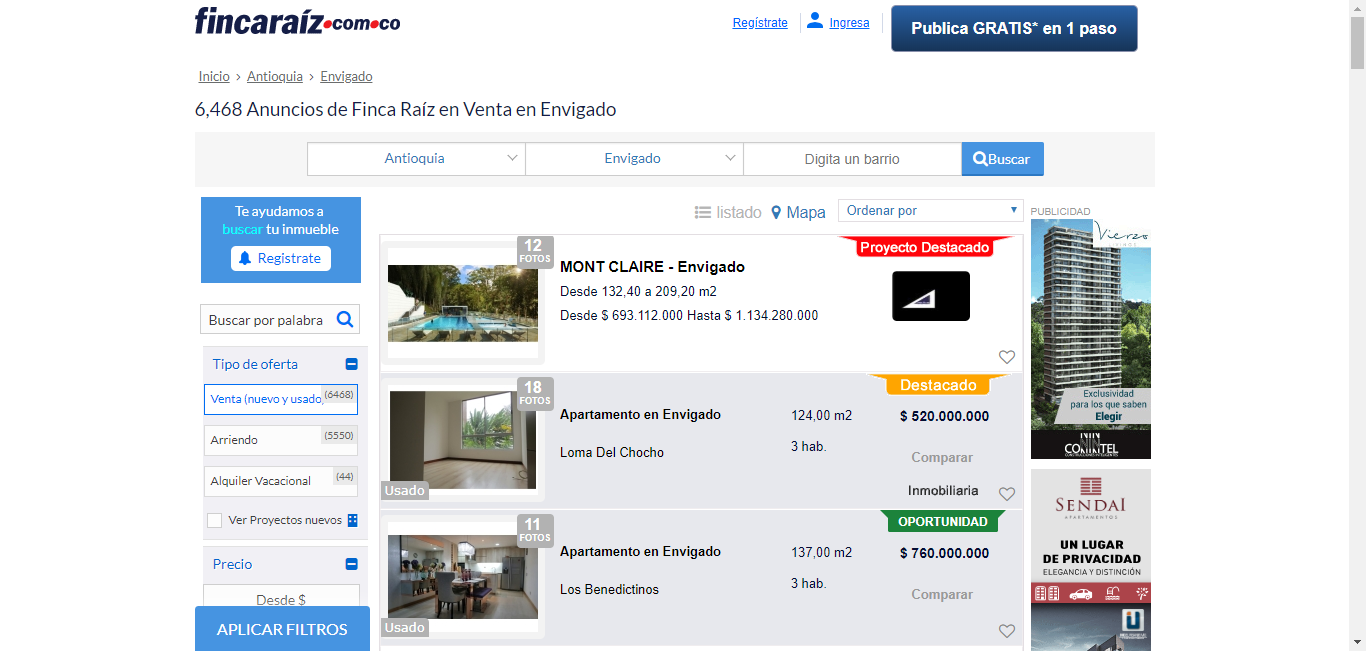 fincaraíz.com.co
Regístrate
Ingresa
Publica GRATIS* en 1 paso
Inicio > Antioquia > Envigado
6,468 Anuncios de Finca Raíz en Venta en Envigado
Antioquia
Envigado
Digita un barrio
Buscar
Te ayudamos a
buscar tu inmueble
Registrate
Buscar por palabra
Tipo de oferta
Venta (nuevo y usado)
(6468)
Arriendo
(5550)
Alquiler Vacacional
(44)
Ver Proyectos nuevos
Precio
Desde $
APLICAR FILTROS
listado
Mapa
Ordenar por
12
FOTOS
MONT CLAIRE - Envigado
Desde 132,40 a 209,20 m2
Desde $ 693.112.000 Hasta $ 1.134.280.000
Proyecto Destacado
18
FOTOS
Usado
Apartamento en Envigado
Loma Del Chocho
124,00 m2
3 hab.
Destacado
$ 520.000.000
Comparar
Inmobiliaria
11
FOTOS
Usado
Apartamento en Envigado
Los Benedictinos
137,00 m2
3 hab.
OPORTUNIDAD
$ 760.000.000
Comparar
PUBLICIDAD
Vierzo
Exclusividad
para los que saben
Elegir
CONINTEL
CONSTRUCCIONES INTELIGENTES
SENDAI
APARTAMENTOS
UN LUGAR
DE PRIVACIDAD
ELEGANCIA Y DISTINCIÓN